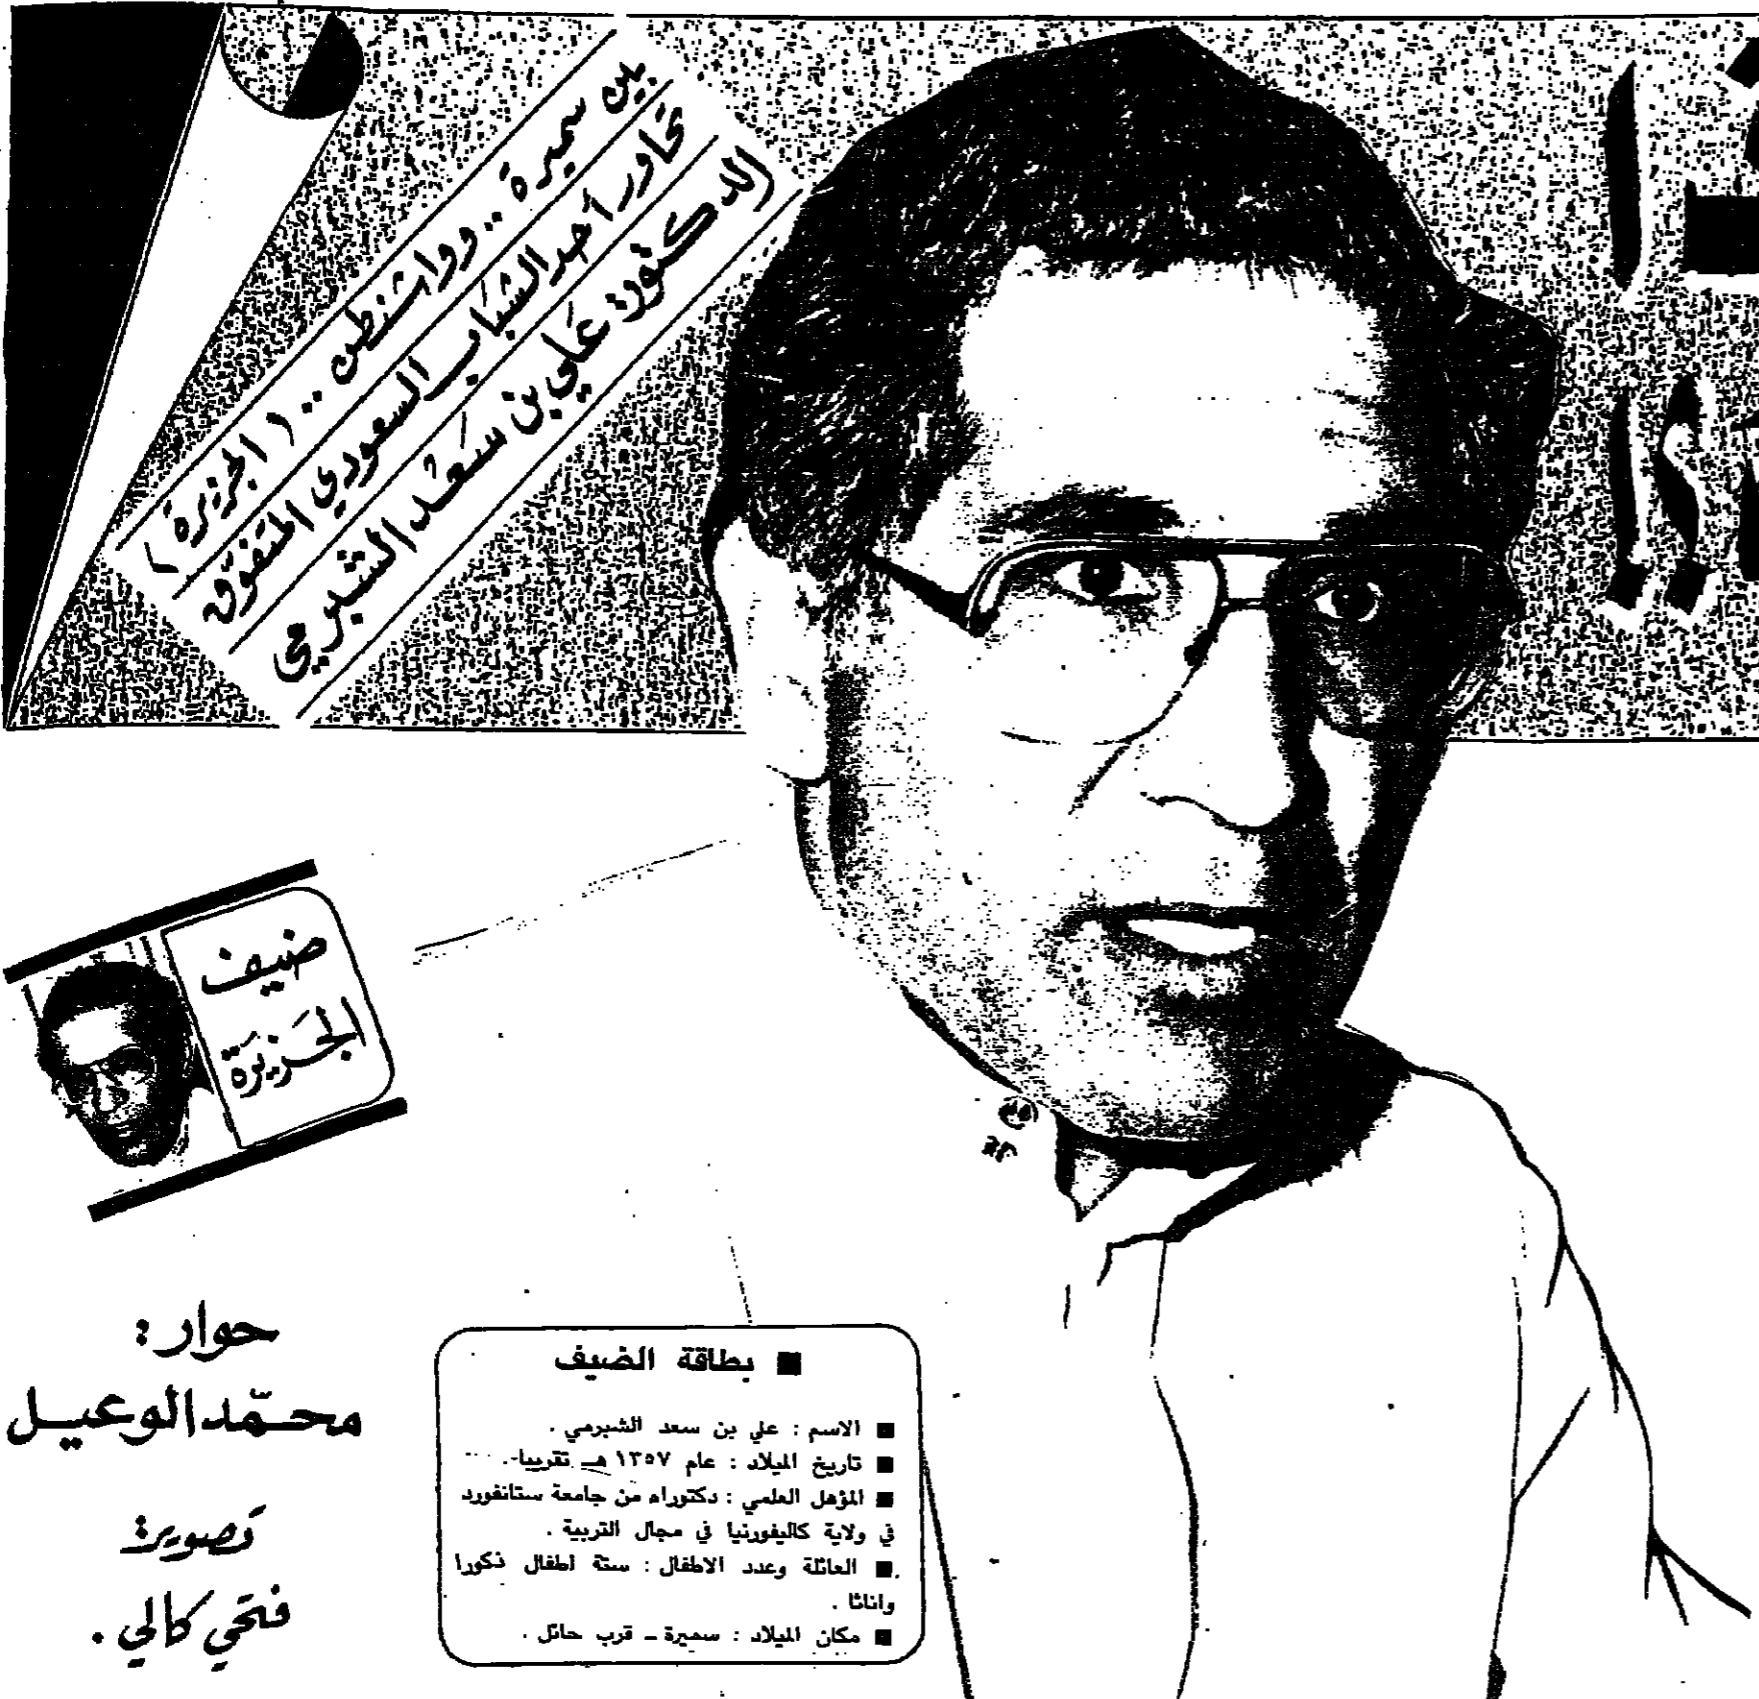 بين سميرة .. وواشنطن .. ( الجزيرة )
تحاور أحد الشباب السعودي المتفوق
الدكتور علي بن سعد الشبرمي
ضيف
الجزيرة
حوار :
محمد الوعيل
تصوير :
فتحي كالي .
■ بطاقة الضيف
■ الاسم : علي بن سعد الشبرمي .
■ تاريخ الميلاد : عام ١٣٥٧ هـ تقريبا .
■ المؤهل العلمي : دكتوراه من جامعة ستانفورد
في ولاية كاليفورنيا في مجال التربية .
■ العائلة وعدد الاطفال : ستة اطفال ذكورا
واناثا .
■ مكان الميلاد : سميرة ـ قرب حائل .